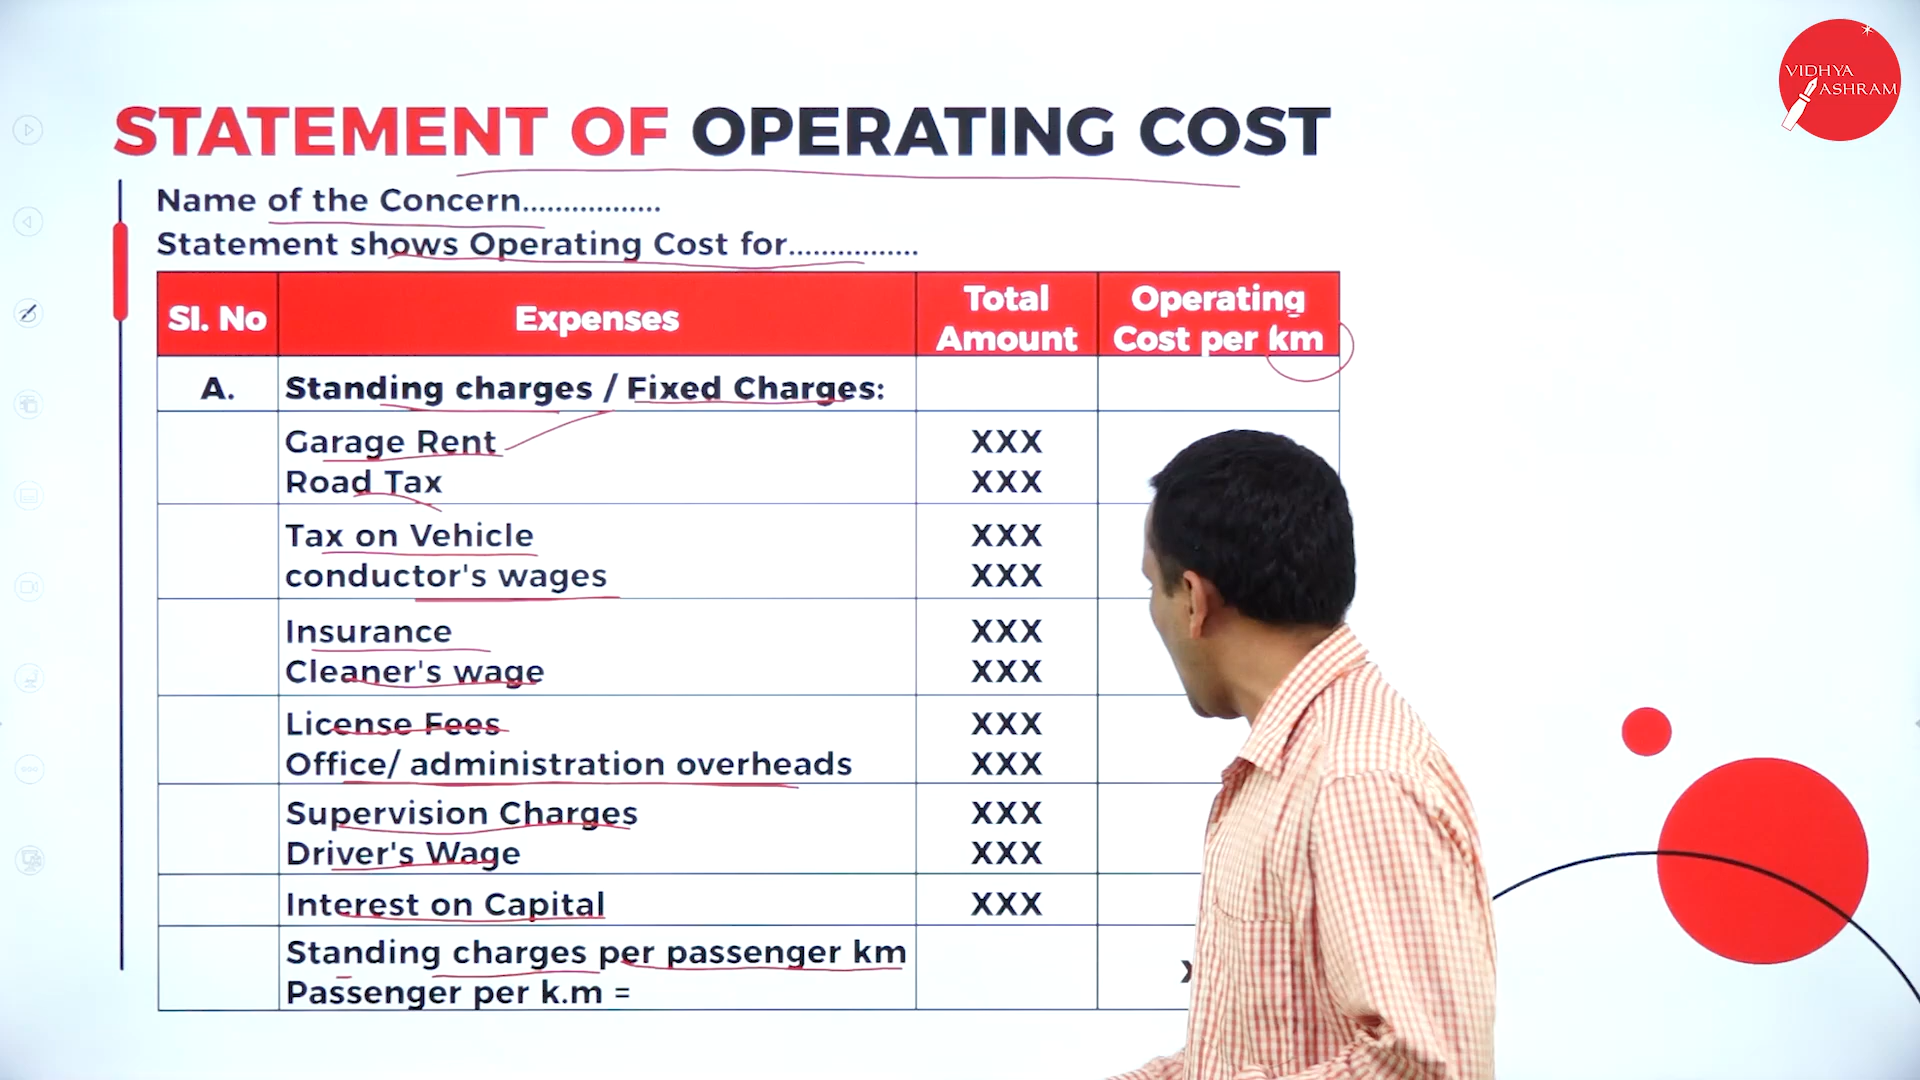 VIDHYA
ASHRAM
STATEMENT OF OPERATING COST
Name of the Concern.................
Statement shows Operating Cost for................
Sl. No Expenses Total Amount Operating Cost per km
A. Standing charges / Fixed Charges:
Garage Rent XXX
Road Tax XXX
Tax on Vehicle XXX
conductor's wages XXX
Insurance XXX
Cleaner's wage XXX
License Fees XXX
Office/ administration overheads XXX
Supervision Charges XXX
Driver's Wage XXX
Interest on Capital XXX
Standing charges per passenger km
Passenger per k.m =